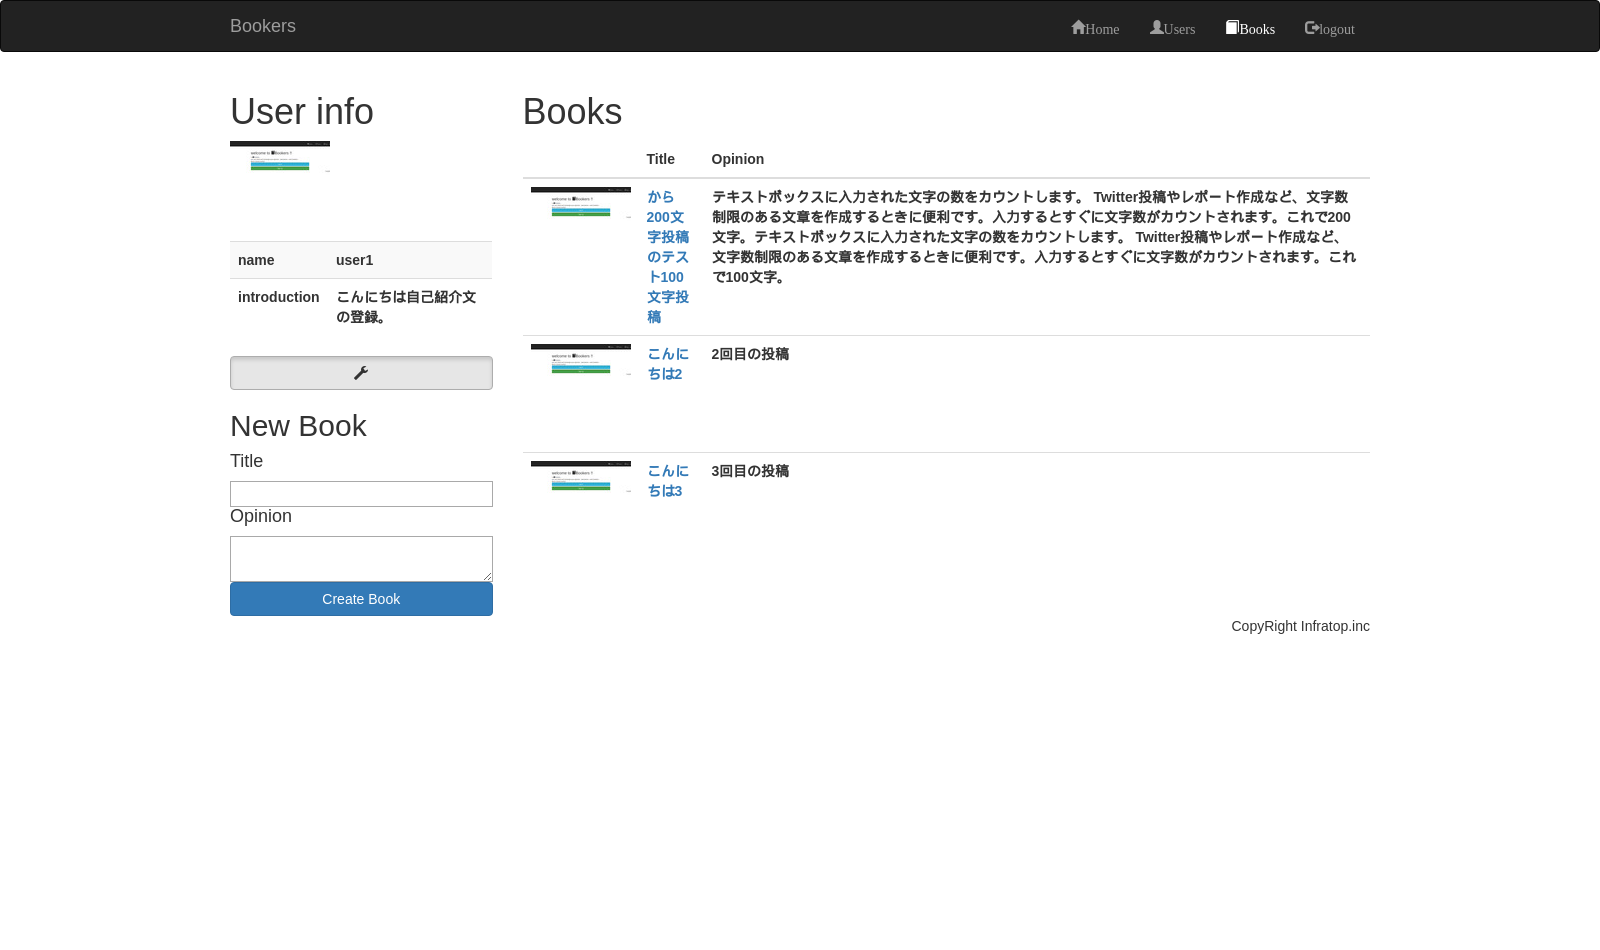 Bookers
Home Users Books logout
User info
name user1
introduction こんにちは自己紹介文
の登録。
New Book
Title
Opinion
Create Book
Books
Title Opinion
から
200文
字投稿
のテス
ト100
文字投
稿
テキストボックスに入力された文字の数をカウントします。 Twitter投稿やレポート作成など、文字数
制限のある文章を作成するときに便利です。入力するとすぐに文字数がカウントされます。これで200
文字。テキストボックスに入力された文字の数をカウントします。 Twitter投稿やレポート作成など、
文字数制限のある文章を作成するときに便利です。入力するとすぐに文字数がカウントされます。これ
で100文字。
こんに
ちは2
2回目の投稿
こんに
ちは3
3回目の投稿
CopyRight Infratop.inc